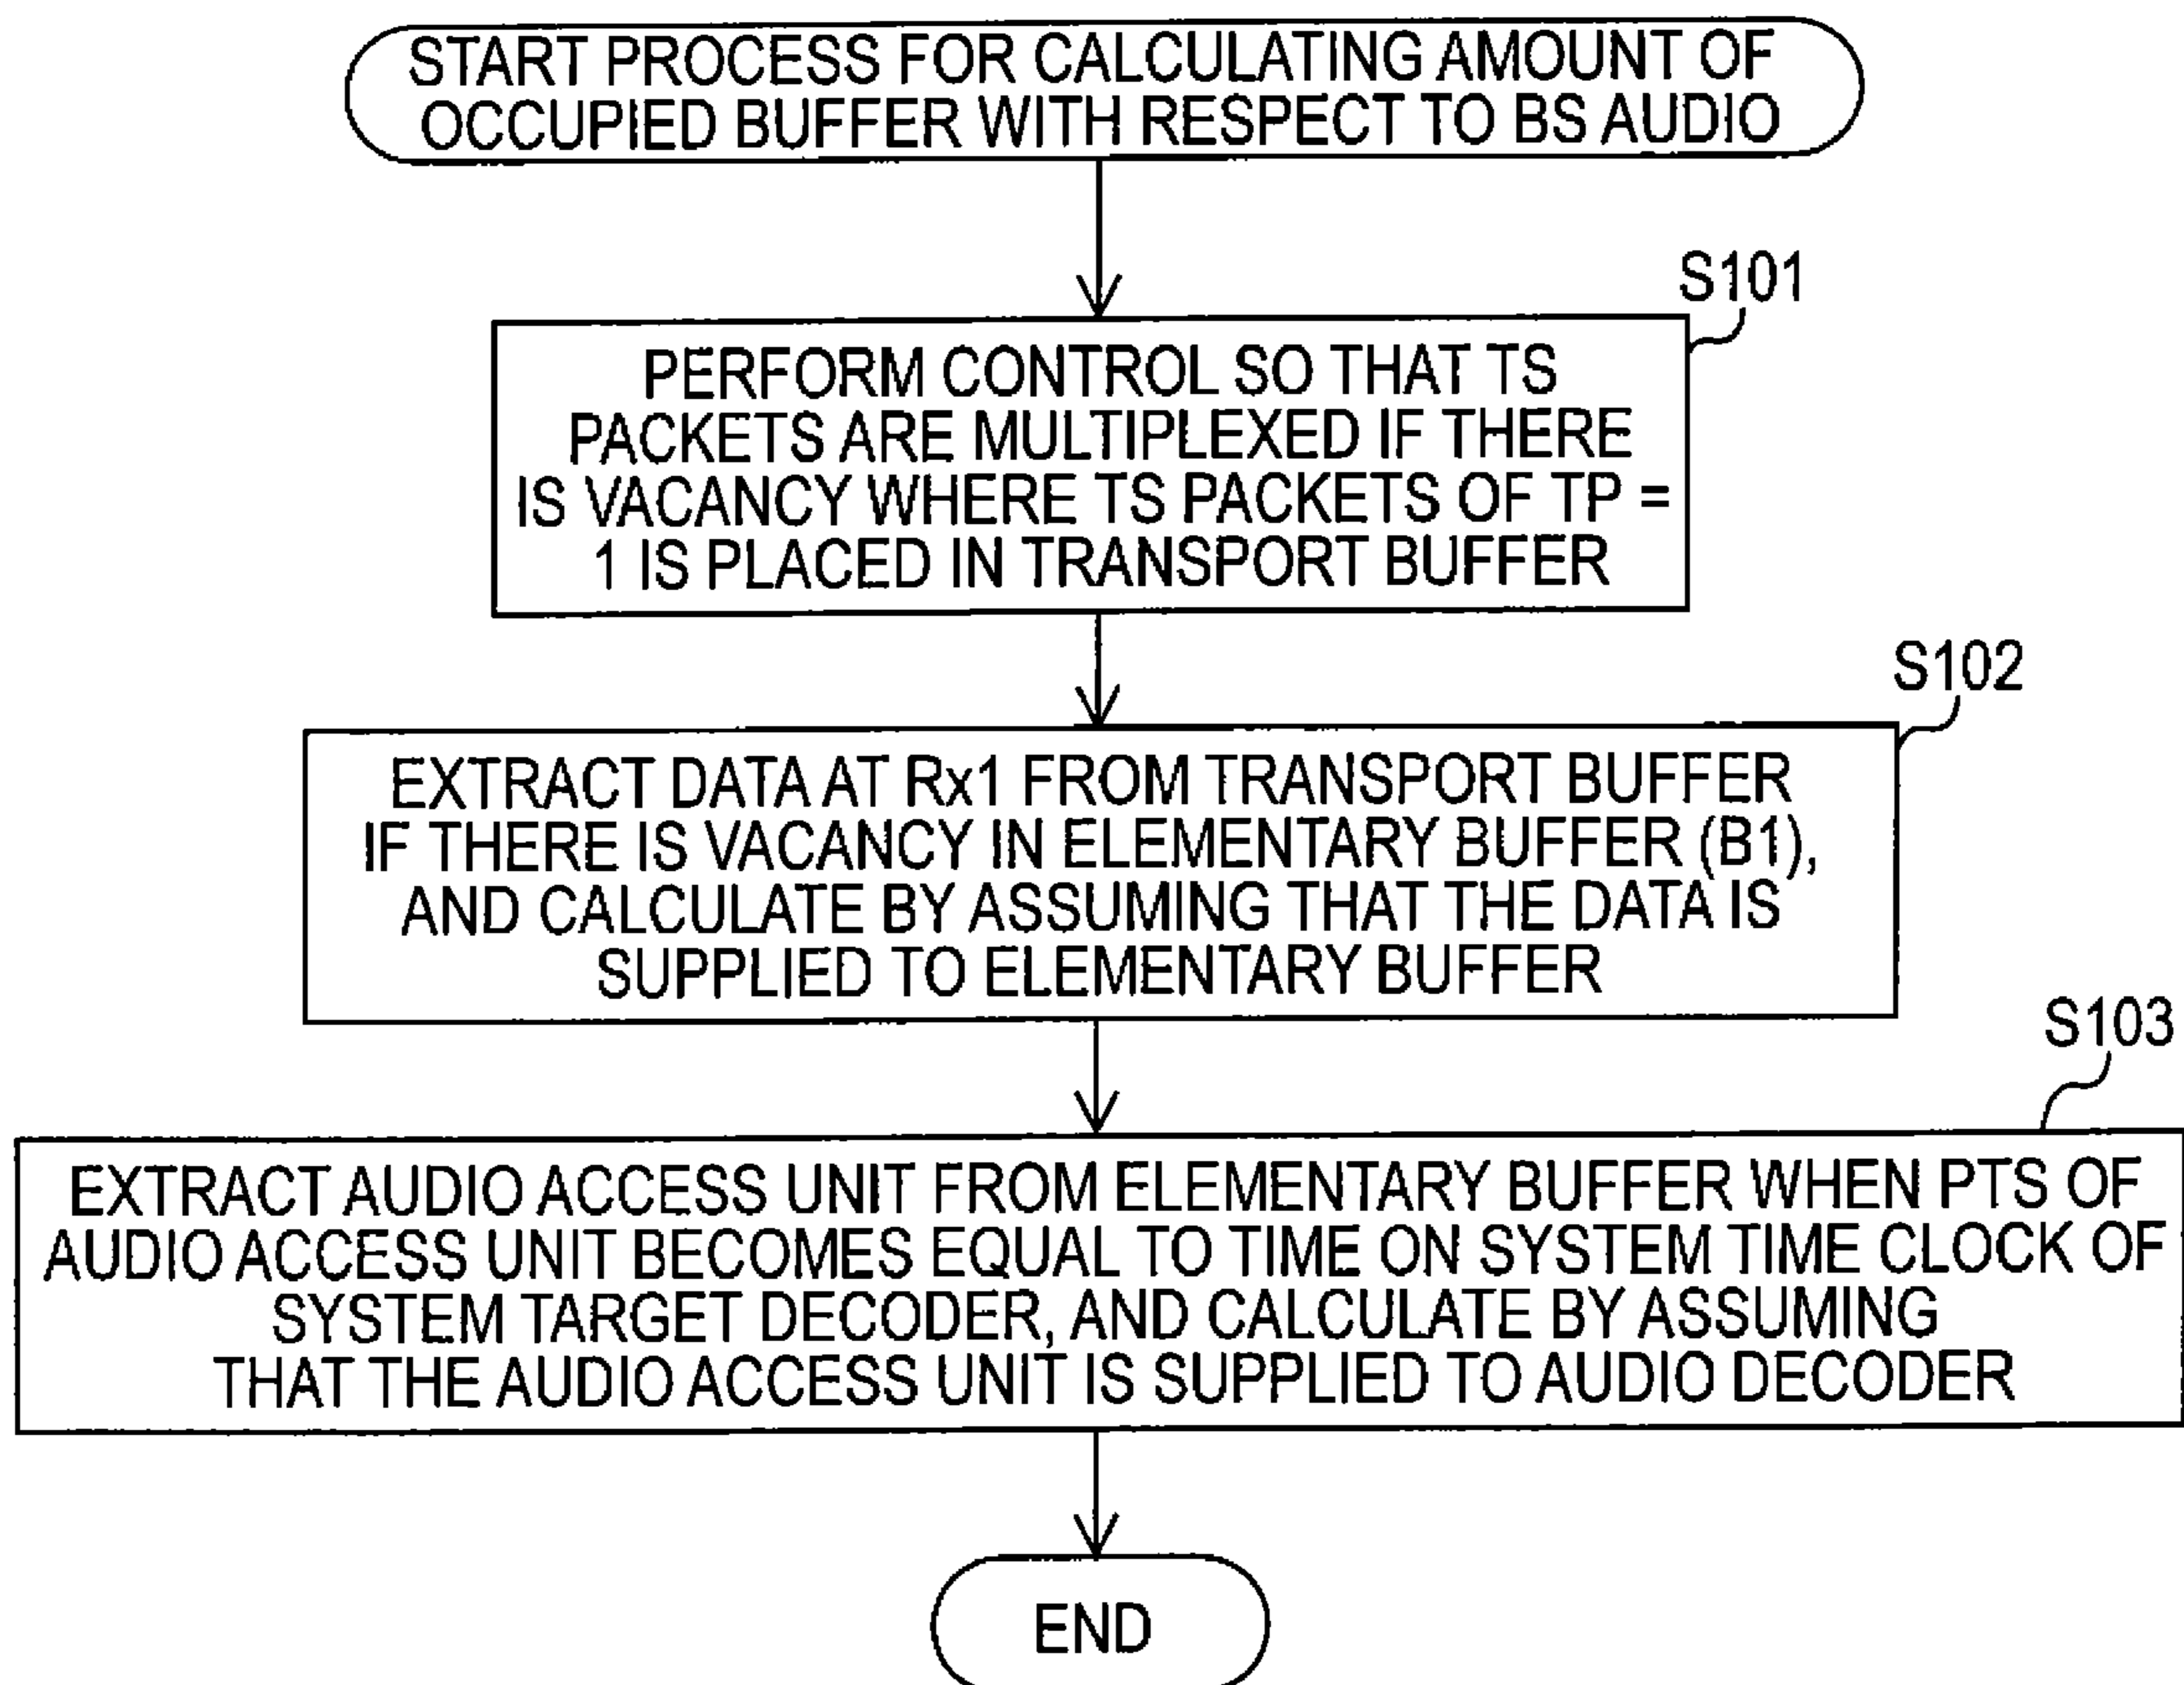 START PROCESS FOR CALCULATING AMOUNT OF
OCCUPIED BUFFER WITH RESPECT TO BS AUDIO
S101
PERFORM CONTROL SO THAT TS
PACKETS ARE MULTIPLEXED IF THERE
IS VACANCY WHERE TS PACKETS OF TP =
1 IS PLACED IN TRANSPORT BUFFER
S102
EXTRACT DATA AT Rx1 FROM TRANSPORT BUFFER
IF THERE IS VACANCY IN ELEMENTARY BUFFER (B1),
AND CALCULATE BY ASSUMING THAT THE DATA IS
SUPPLIED TO ELEMENTARY BUFFER
S103
EXTRACT AUDIO ACCESS UNIT FROM ELEMENTARY BUFFER WHEN PTS OF
AUDIO ACCESS UNIT BECOMES EQUAL TO TIME ON SYSTEM TIME CLOCK OF
SYSTEM TARGET DECODER, AND CALCULATE BY ASSUMING
THAT THE AUDIO ACCESS UNIT IS SUPPLIED TO AUDIO DECODER
END